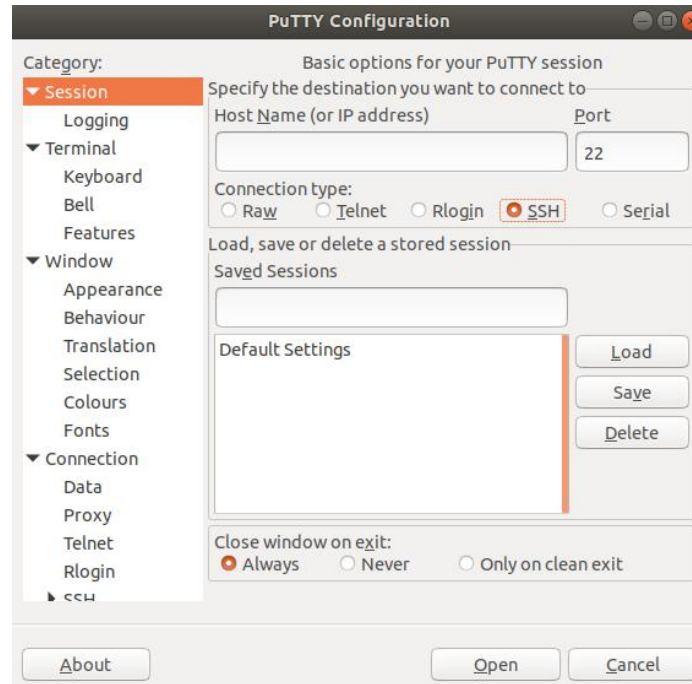 PuTTY Configuration
Category:
Session
Logging
Terminal
Keyboard
Bell
Features
Window
Appearance
Behaviour
Translation
Selection
Colours
Fonts
Connection
Data
Proxy
Telnet
Rlogin
SSH
Basic options for your PuTTY session
Specify the destination you want to connect to
Host Name (or IP address) Port
22
Connection type:
Raw Telnet Rlogin SSH Serial
Load, save or delete a stored session
Saved Sessions
Default Settings
Load
Save
Delete
Close window on exit:
Always Never Only on clean exit
About Open Cancel